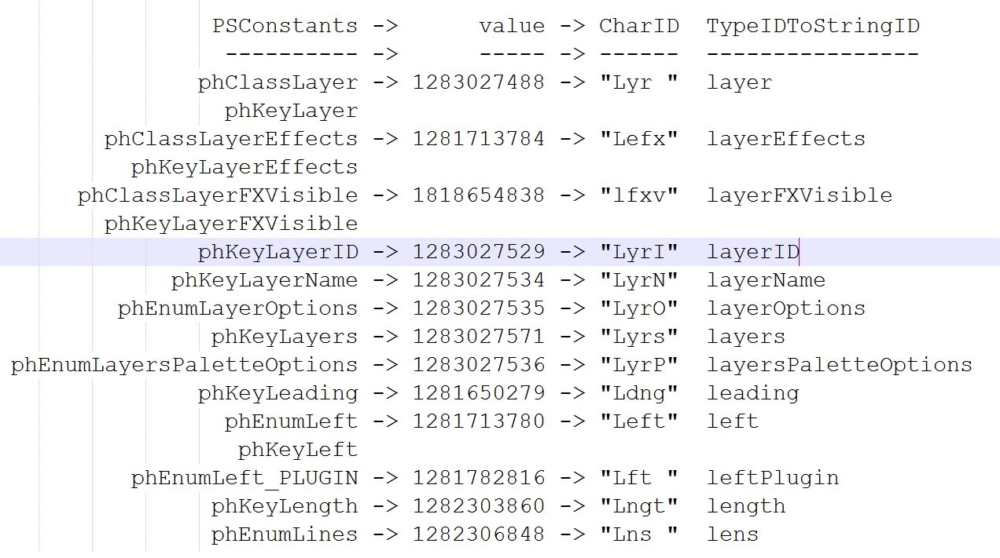 PSConstants -> value -> CharID TypeIDToStringID
---------- -> ----- -> ------ ----------------
phClassLayer -> 1283027488 -> "Lyr " layer
phKeyLayer
phClassLayerEffects -> 1281713784 -> "Lefx" layerEffects
phKeyLayerEffects
phClassLayerFXVisible -> 1818654838 -> "lfxv" layerFXVisible
phKeyLayerFXVisible
phKeyLayerID -> 1283027529 -> "LyrI" layerID
phKeyLayerName -> 1283027534 -> "LyrN" layerName
phEnumLayerOptions -> 1283027535 -> "LyrO" layerOptions
phKeyLayers -> 1283027571 -> "Lyrs" layers
phEnumLayersPaletteOptions -> 1283027536 -> "LyrP" layersPaletteOptions
phKeyLeading -> 1281650279 -> "Ldng" leading
phEnumLeft -> 1281713780 -> "Left" left
phKeyLeft
phEnumLeft_PLUGIN -> 1281782816 -> "Lft " leftPlugin
phKeyLength -> 1282303860 -> "Lngt" length
phEnumLines -> 1282306848 -> "Lns " lens